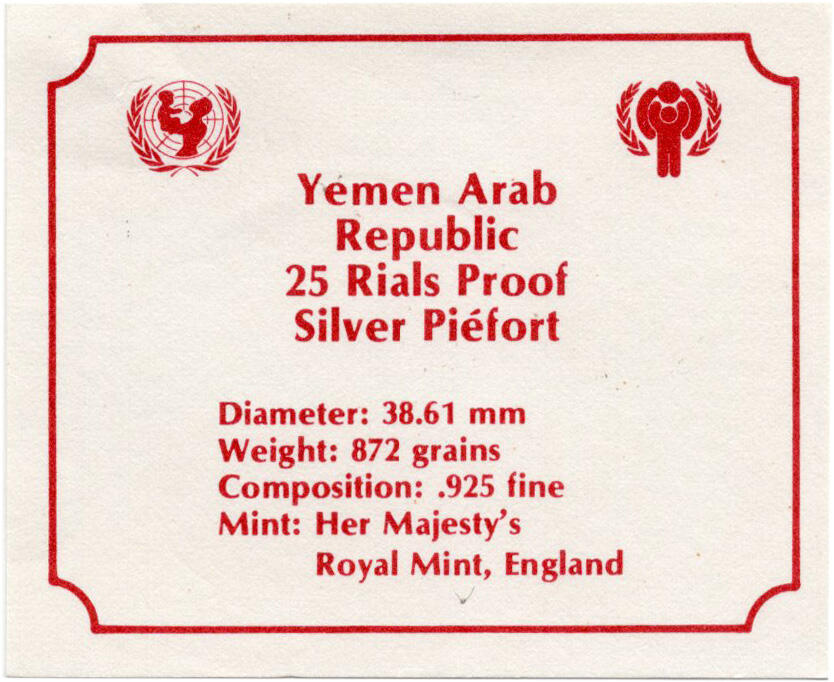 Yemen Arab
Republic
25 Rials Proof
Silver Piéfort
Diameter: 38.61 mm
Weight: 872 grains
Composition: .925 fine
Mint: Her Majesty's
Royal Mint, England